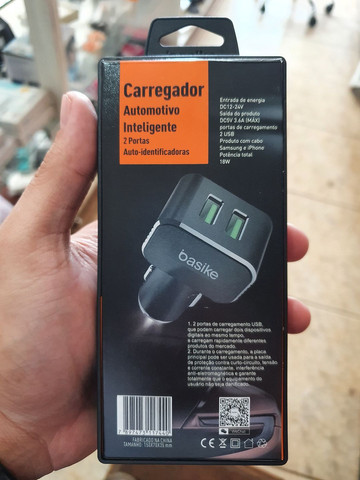 Carregador
Automotivo
Inteligente
2 Portas
Auto-identificadoras
Entrada de energia
DC12-24V
Saída do produto
DC5V 3.6A (MÁX)
portas de carregamento
2 USB
Produto com cabo
Samsung e iPhone
Potência total
18W
basike
1. 2 portas de carregamento USB,
que podem carregar dois dispositivos
digitais ao mesmo tempo,
e carregam rapidamente diferentes
produtos do mercado.
2. Durante o carregamento, a placa
principal pode ser usada para a saída
de proteção contra curto-circuito, tensão
e corrente constante, interferência
anti-eletromagnética e garante
totalmente que o equipamento do
usuário não seja danificado.
FABRICADO NA CHINA
TAMANHO:
CE